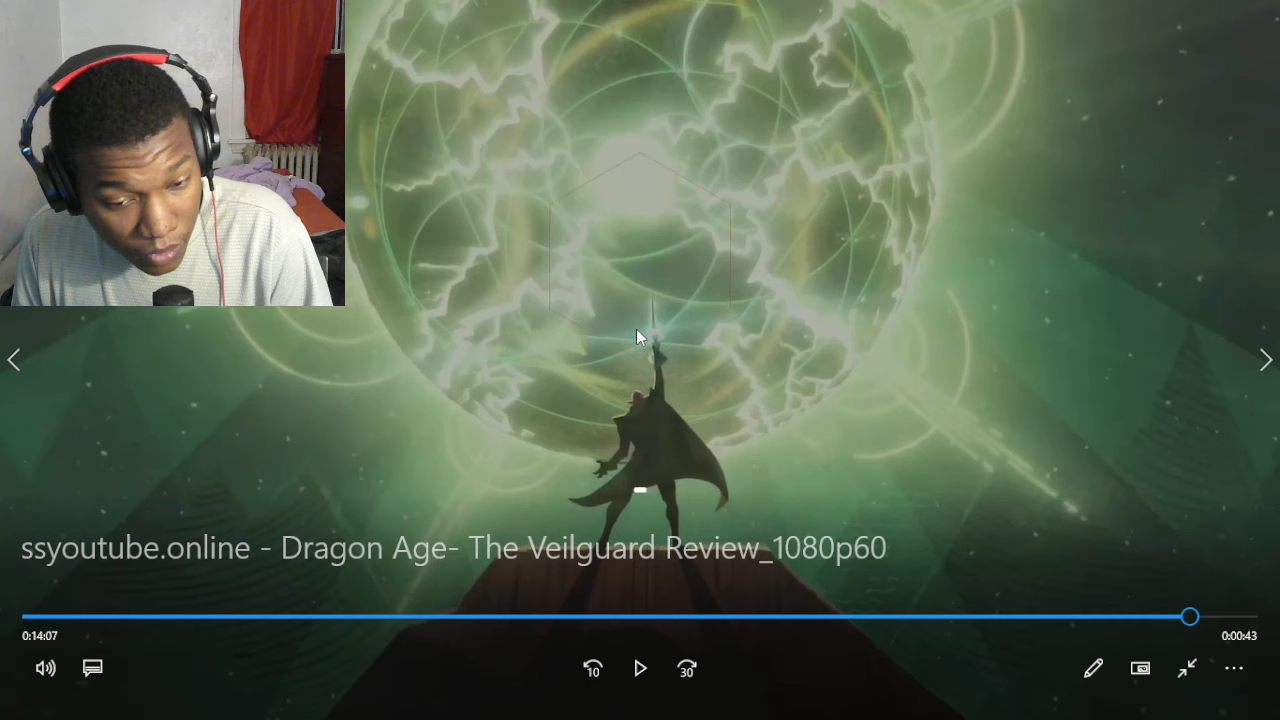 ssyoutube.online - Dragon Age- The Veilguard Review_1080p60
0:14:07
0:00:43
10
30